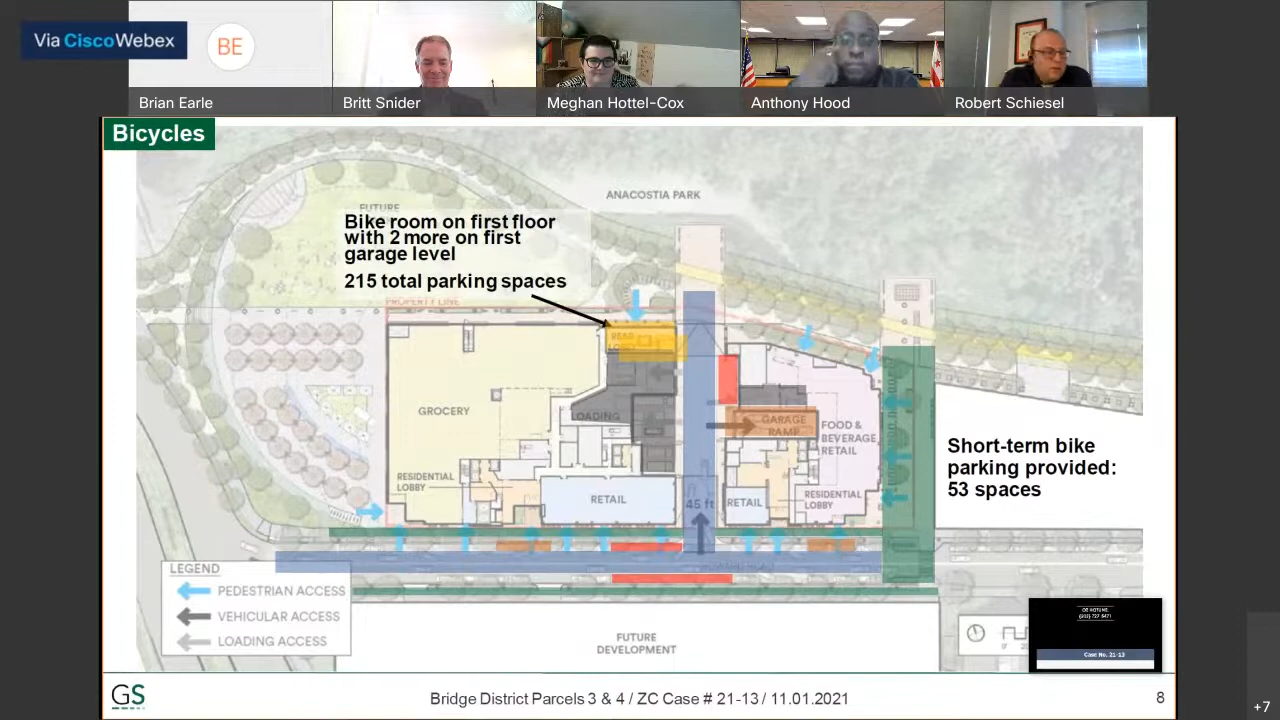 Via CiscoWebex
BE
Brian Earle
Britt Snider
Meghan Hottel-Cox
Anthony Hood
Robert Schiesel
Bicycles
ANACOSTIA PARK
FUTURE
Bike room on first floor
with 2 more on first
garage level
215 total parking spaces
PROPERTY LINE
GROCERY
LOADING
GARAGE
RAMP
FOOD &
BEVERAGE
RETAIL
Short-term bike
parking provided:
53 spaces
RESIDENTIAL
LOBBY
RETAIL
45 ft
RETAIL
RESIDENTIAL
LOBBY
LEGEND
PEDESTRIAN ACCESS
VEHICULAR ACCESS
LOADING ACCESS
FUTURE
DEVELOPMENT
Case No. 21-13
GS
Bridge District Parcels 3 & 4 / ZC Case # 21-13 / 11.01.2021
8
+7